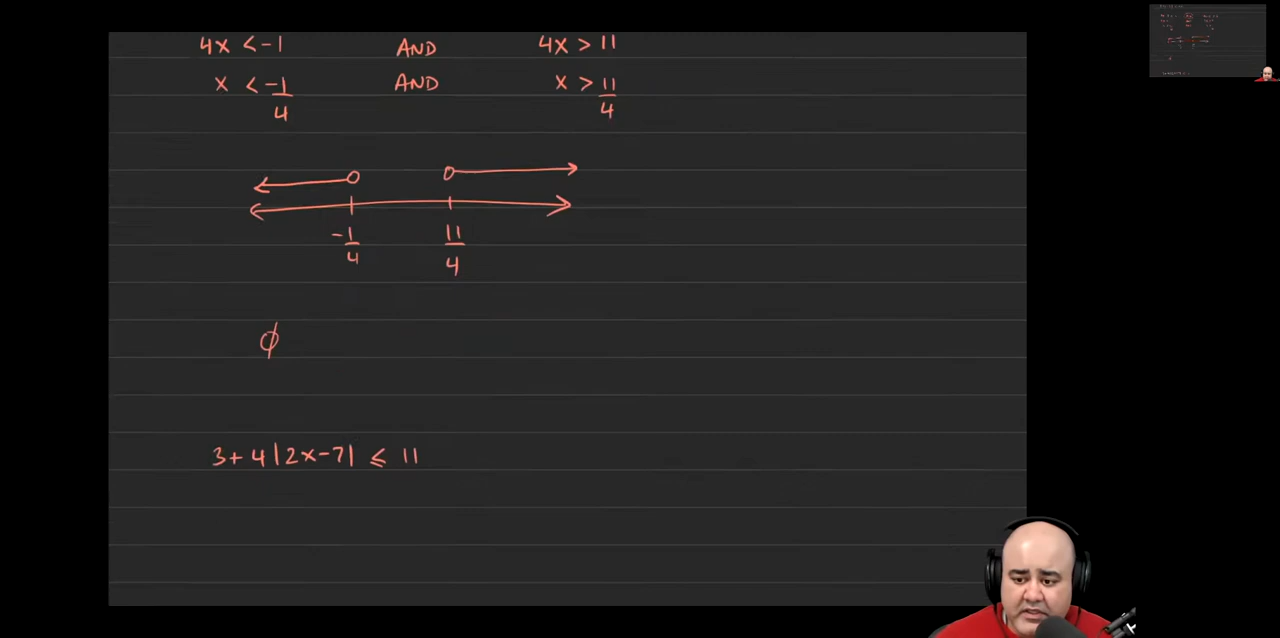 4x < -1 AND 4x > 11
x < -1/4 AND x > 11/4
-1/4 11/4
∅
3 + 4|2x-7| ≤ 11